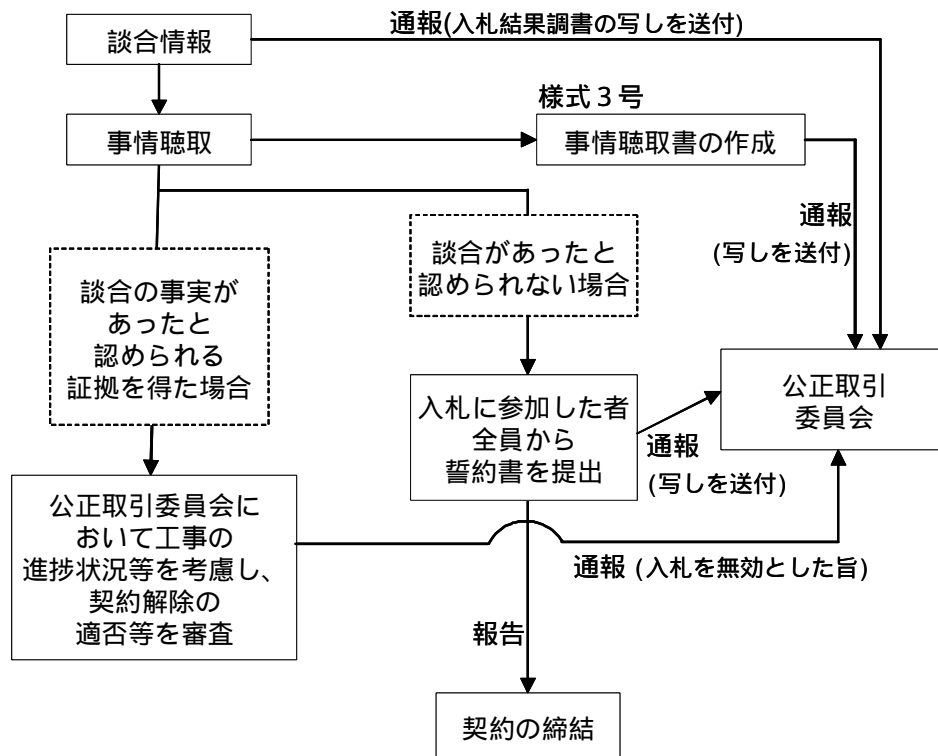 通報(入札結果調書の写しを送付)
談合情報
様式３号
事情聴取
事情聴取書の作成
通報
(写しを送付)
談合があったと
認められない場合
談合の事実が
あったと
認められる
証拠を得た場合
公正取引
委員会
入札に参加した者
全員から
誓約書を提出
通報
(写しを送付)
公正取引委員会に
おいて工事の
進捗状況等を考慮し、
契約解除の
適否等を審査
通報 (入札を無効とした旨)
報告
契約の締結